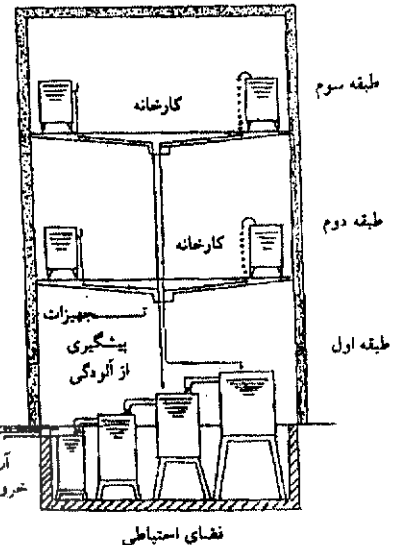 طبقه سوم
کارخانه
طبقه دوم
کارخانه
تجهیزات
پیشگیری
از آلودگی
طبقه اول
فضای احتیاطی